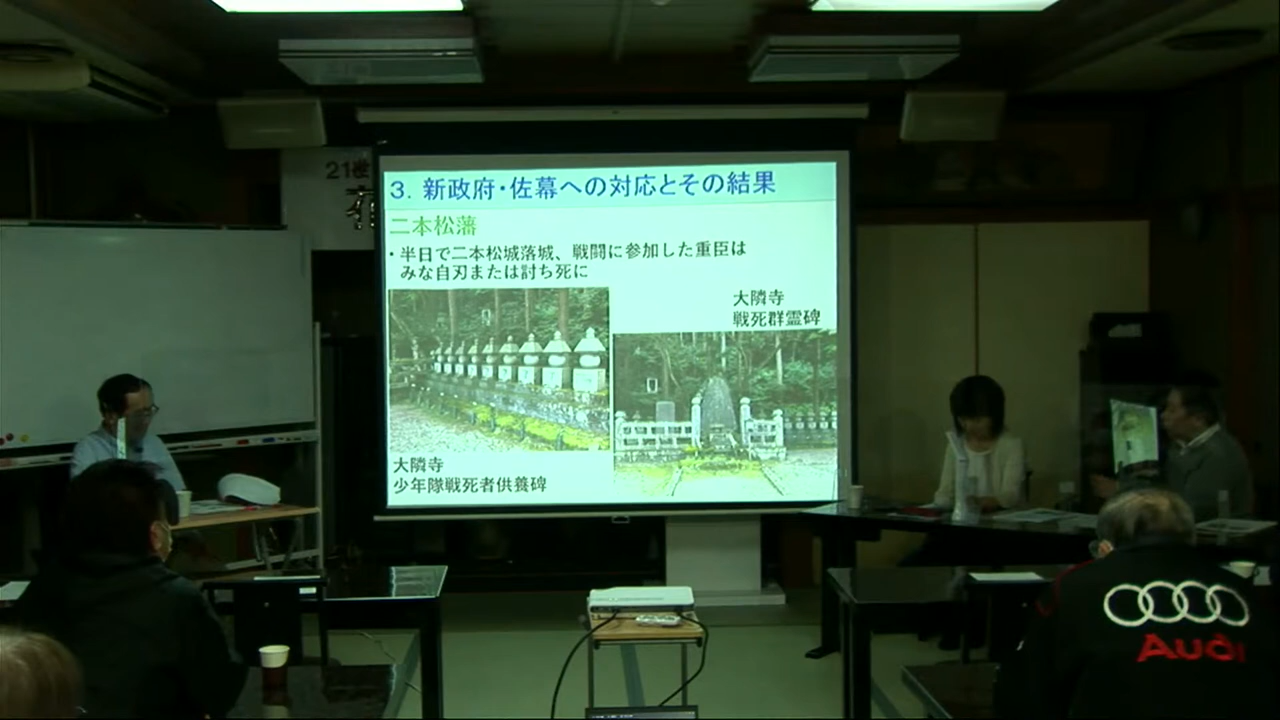 21世
3. 新政府・佐幕への対応とその結果
二本松藩
・半日で二本松城落城、戦闘に参加した重臣は
みな自刃または討ち死に
大隣寺
戦死群霊碑
大隣寺
少年隊戦死者供養碑
Audi